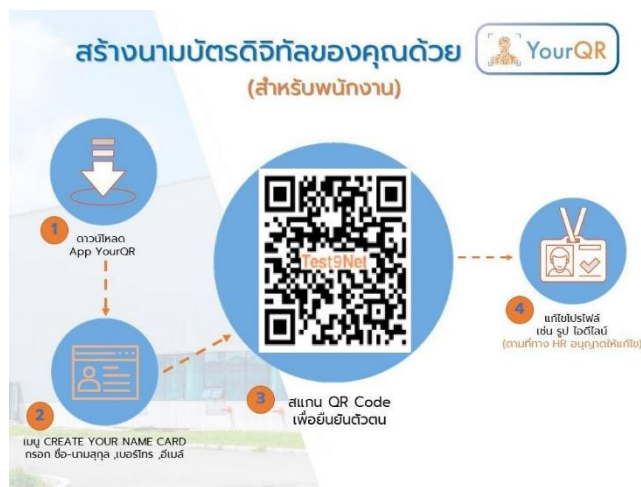 สร้างนามบัตรดิจิทัลของคุณด้วย
YourQR
(สำหรับพนักงาน)
1
ดาวน์โหลด
App YourQR
2
เมนู CREATE YOUR NAME CARD
กรอก ชื่อ-นามสุกุล ,เบอร์โทร ,อีเมล์
Test9Net
3
สแกน QR Code
เพื่อยืนยันตัวตน
4
แก้ไขโปรไฟล์
เช่น รูป ไอดีไลน์
(ตามที่ทาง HR อนุญาตให้แก้ไข)